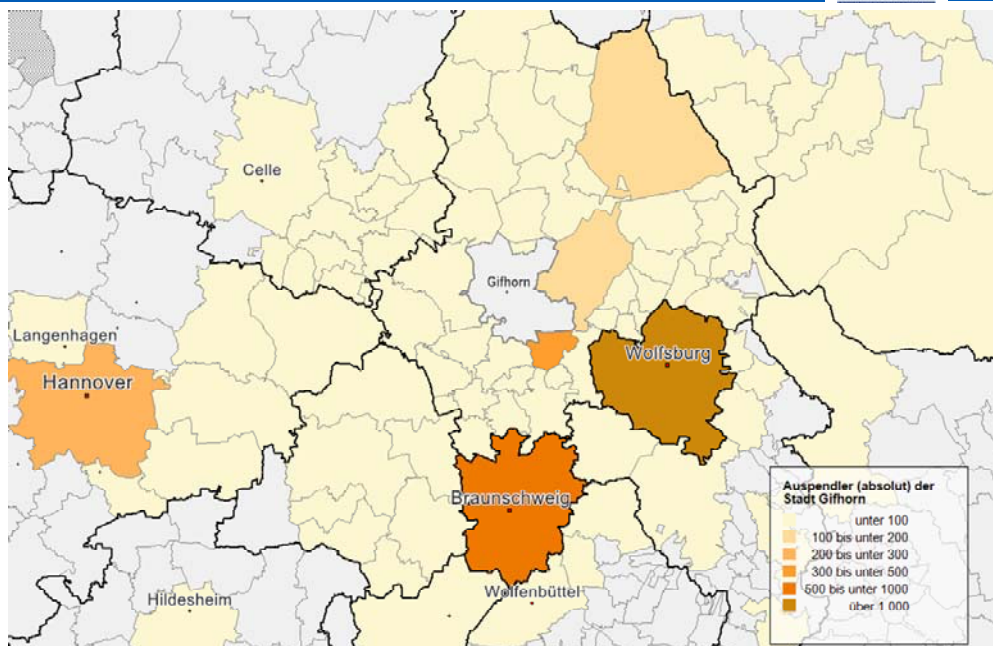 Celle
Gifhorn
Langenhagen
Wolfsburg
Hannover
Braunschweig
Hildesheim
Wolfenbüttel
Auspendler (absolut) der
Stadt Gifhorn
unter 100
100 bis unter 200
200 bis unter 300
300 bis unter 500
500 bis unter 1000
über 1 000